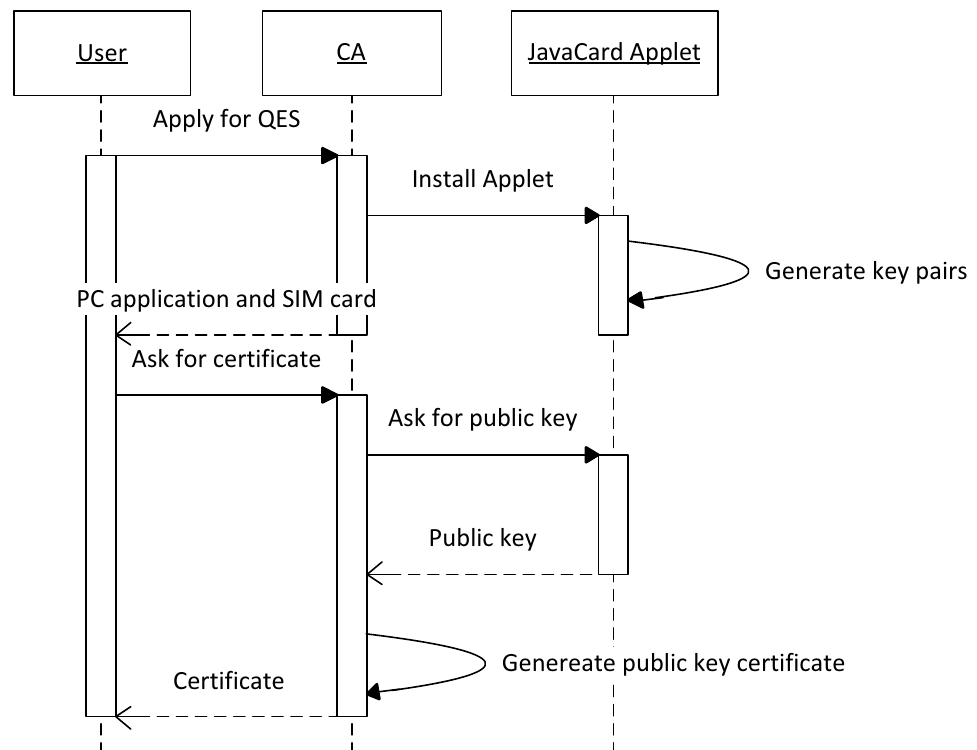 User
CA
JavaCard Applet
Apply for QES
Install Applet
Generate key pairs
PC application and SIM card
Ask for certificate
Ask for public key
Public key
Genereate public key certificate
Certificate